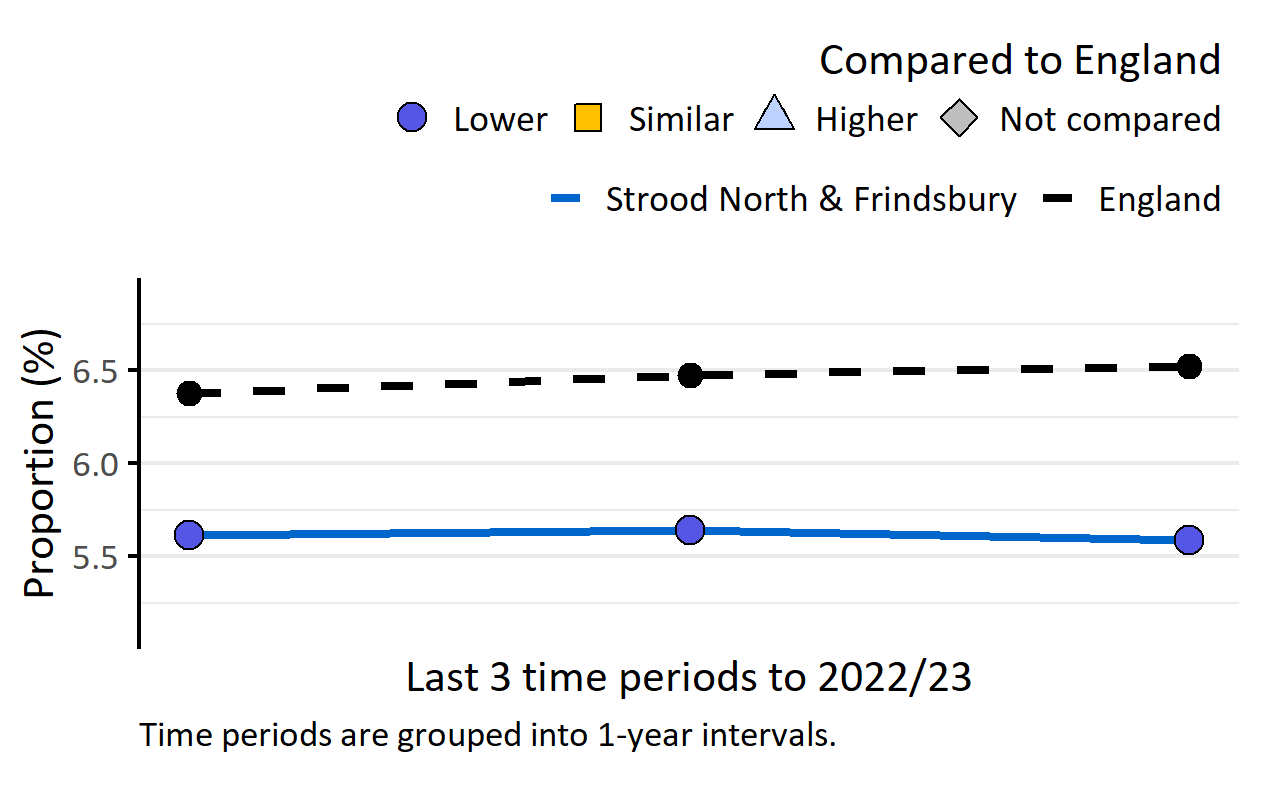 Compared to England
Lower Similar Higher Not compared
Strood North & Frindsbury England
Proportion (%)
6.5
6.0
5.5
Last 3 time periods to 2022/23
Time periods are grouped into 1-year intervals.